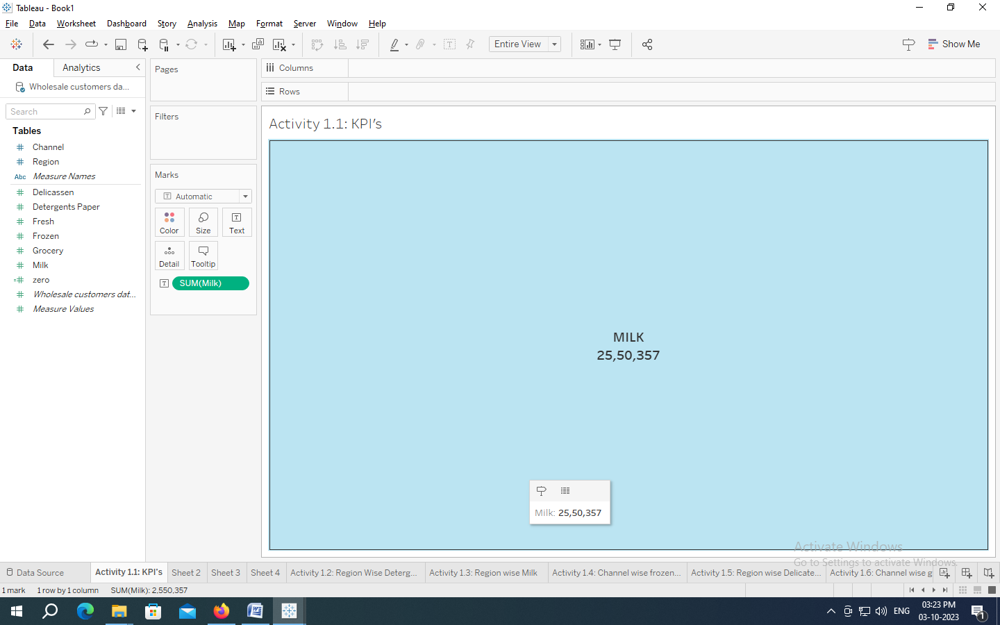 Tableau - Book1
File Data Worksheet Dashboard Story Analysis Map Format Server Window Help
Entire View
Show Me
Data Analytics
Wholesale customers da...
Search
Tables
Channel
Region
Abc Measure Names
Delicassen
Detergents Paper
Fresh
Frozen
Grocery
Milk
zero
Wholesale customers dat...
Measure Values
Pages
Filters
Marks
Automatic
Color Size Text
Detail Tooltip
SUM(Milk)
Columns
Rows
Activity 1.1: KPI’s
MILK
25,50,357
Milk: 25,50,357
Activate Windows
Go to Settings to activate Windows.
Data Source Activity 1.1: KPI's Sheet 2 Sheet 3 Sheet 4 Activity 1.2: Region Wise Deterg... Activity 1.3: Region wise Milk Activity 1.4: Channel wise frozen... Activity 1.5: Region wise Delicate... Activity 1.6: Channel wise g
1 mark 1 row by 1 column SUM(Milk): 2,550,357
ENG
03:23 PM
03-10-2023
1